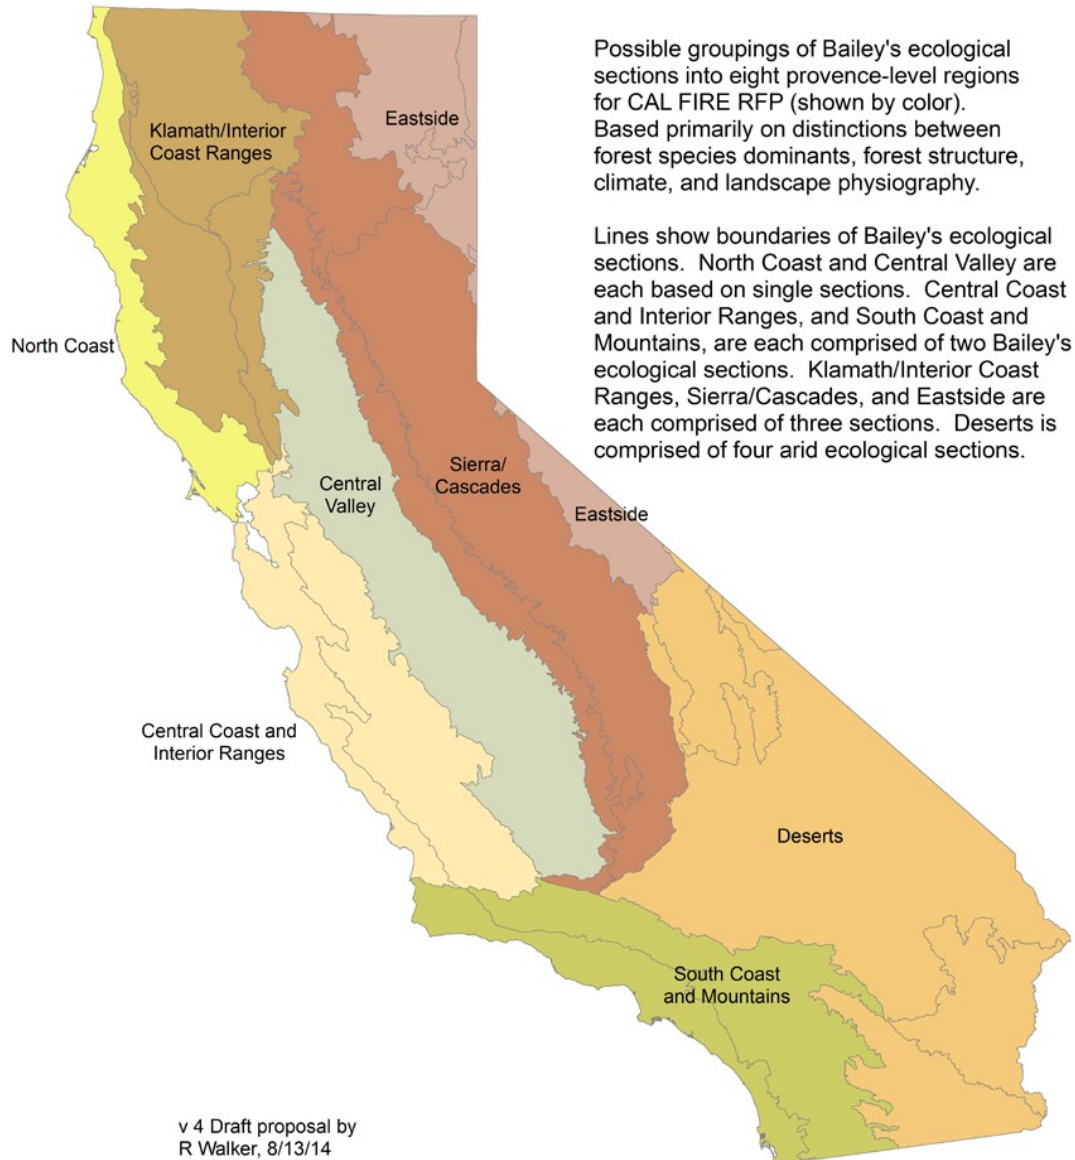 Possible groupings of Bailey's ecological
sections into eight provence-level regions
for CAL FIRE RFP (shown by color).
Based primarily on distinctions between
forest species dominants, forest structure,
climate, and landscape physiography.
Lines show boundaries of Bailey's ecological
sections.  North Coast and Central Valley are
each based on single sections.  Central Coast
and Interior Ranges, and South Coast and
Mountains, are each comprised of two Bailey's
ecological sections.  Klamath/Interior Coast
Ranges, Sierra/Cascades, and Eastside are
each comprised of three sections.  Deserts is
comprised of four arid ecological sections.
Eastside
Klamath/Interior
Coast Ranges
North Coast
Sierra/
Cascades
Central
Valley
Eastside
Central Coast and
Interior Ranges
Deserts
South Coast
and Mountains
v 4 Draft proposal by
R Walker, 8/13/14